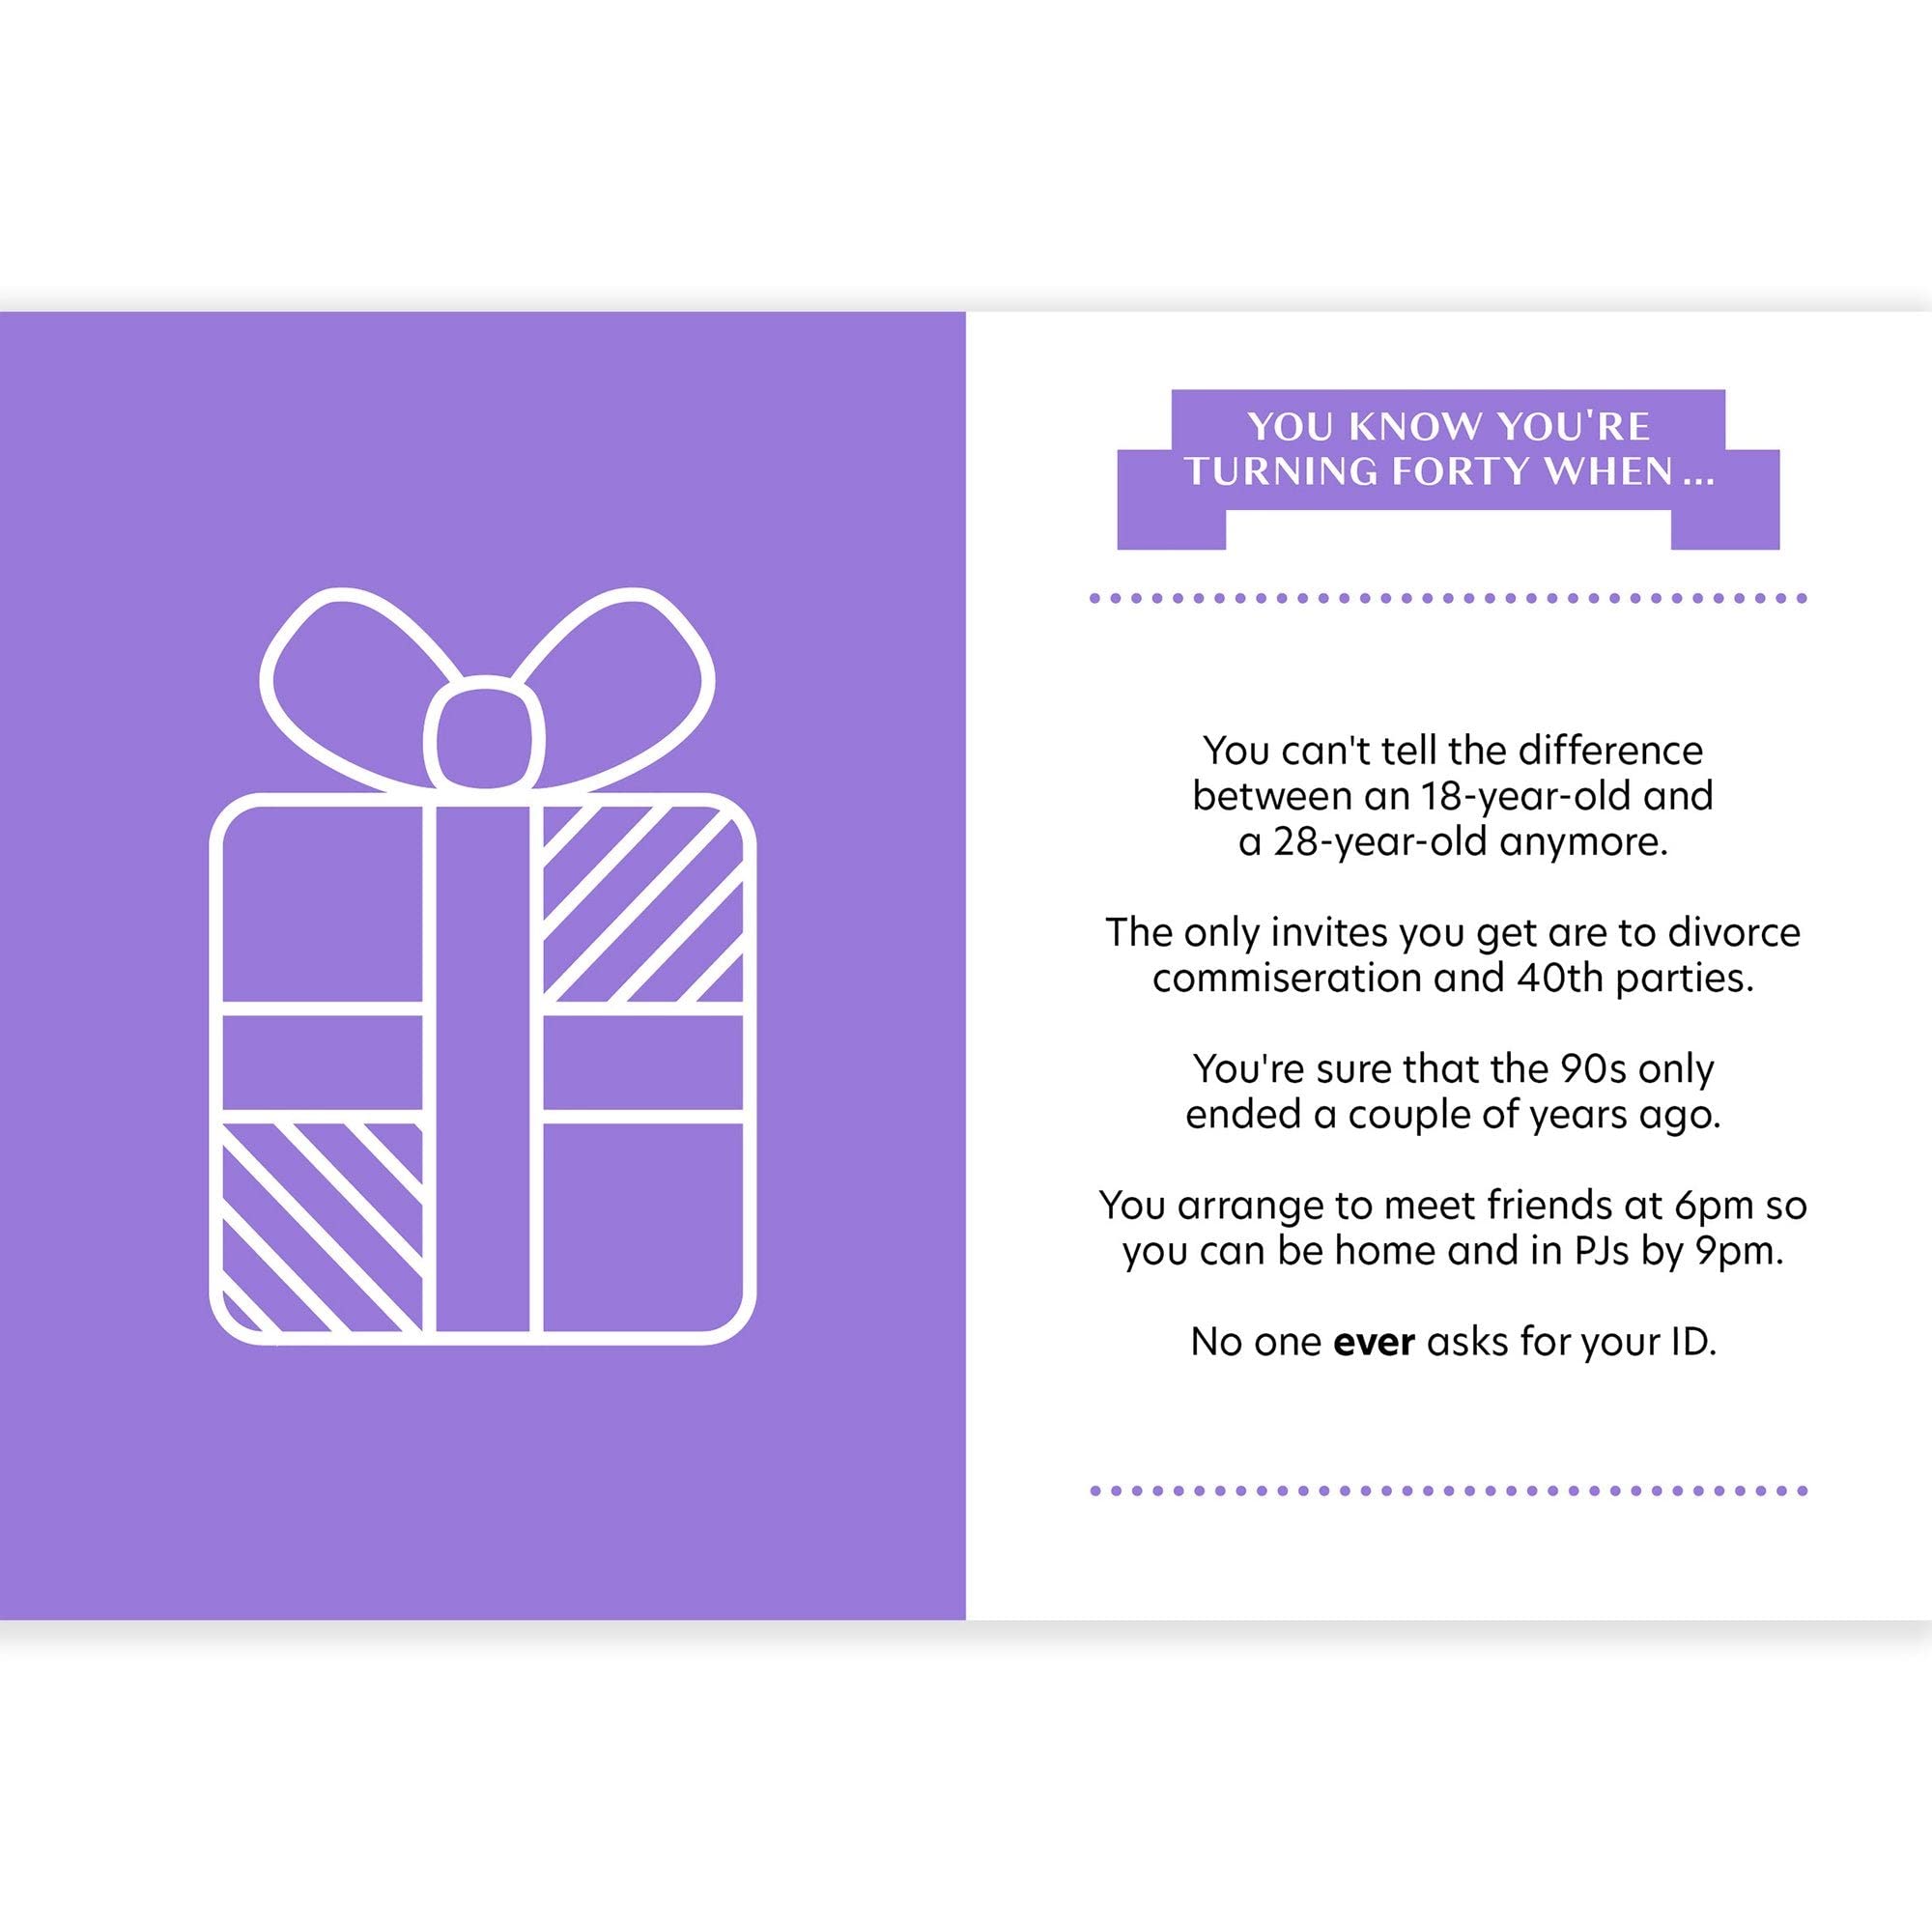 YOU KNOW YOU'RE
TURNING FORTY WHEN ...
You can't tell the difference
between an 18-year-old and
a 28-year-old anymore.
The only invites you get are to divorce
commiseration and 40th parties.
You're sure that the 90s only
ended a couple of years ago.
You arrange to meet friends at 6pm so
you can be home and in PJs by 9pm.
No one ever asks for your ID.